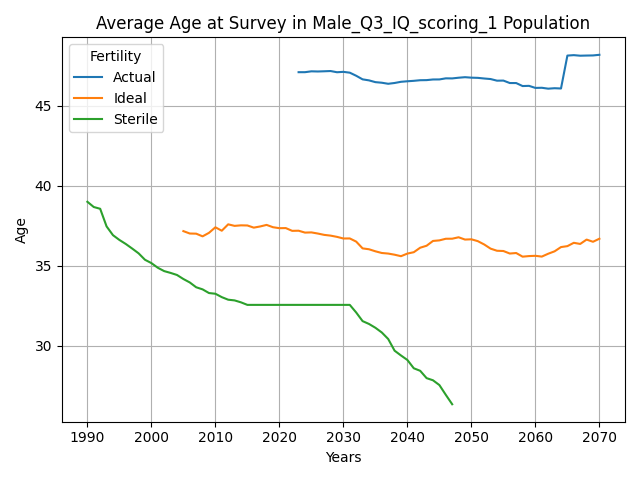 Average Age at Survey in Male_Q3_IQ_scoring_1 Population
Fertility
Actual
Ideal
Sterile
Age
45
40
35
30
1990 2000 2010 2020 2030 2040 2050 2060 2070
Years